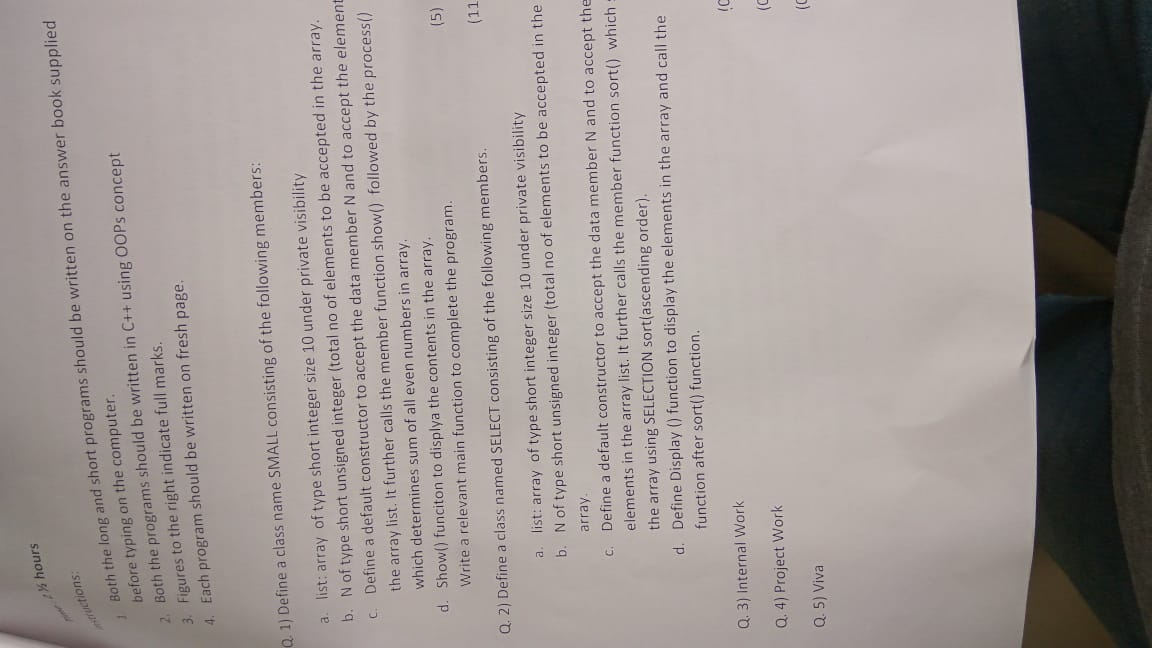 2½ hours
Instructions:
1 Both the long and short programs should be written on the answer book supplied
before typing on the computer.
2. Both the programs should be written in C++ using OOPs concept
3. Figures to the right indicate full marks.
4. Each program should be written on fresh page.
Q. 1) Define a class name SMALL consisting of the following members:
a. list: array of type short integer size 10 under private visibility
b. N of type short unsigned integer (total no of elements to be accepted in the array.
c. Define a default constructor to accept the data member N and to accept the element
the array list. It further calls the member function show() followed by the process()
which determines sum of all even numbers in array.
d. Show() funciton to displya the contents in the array. (5)
Write a relevant main function to complete the program. (11
Q. 2) Define a class named SELECT consisting of the following members.
a. list: array of type short integer size 10 under private visibility
b. N of type short unsigned integer (total no of elements to be accepted in the
array.
c. Define a default constructor to accept the data member N and to accept the
elements in the array list. It further calls the member function sort() which
the array using SELECTION sort(ascending order).
d. Define Display () function to display the elements in the array and call the
function after sort() function.
Q. 3) Internal Work
Q. 4) Project Work
Q. 5) Viva